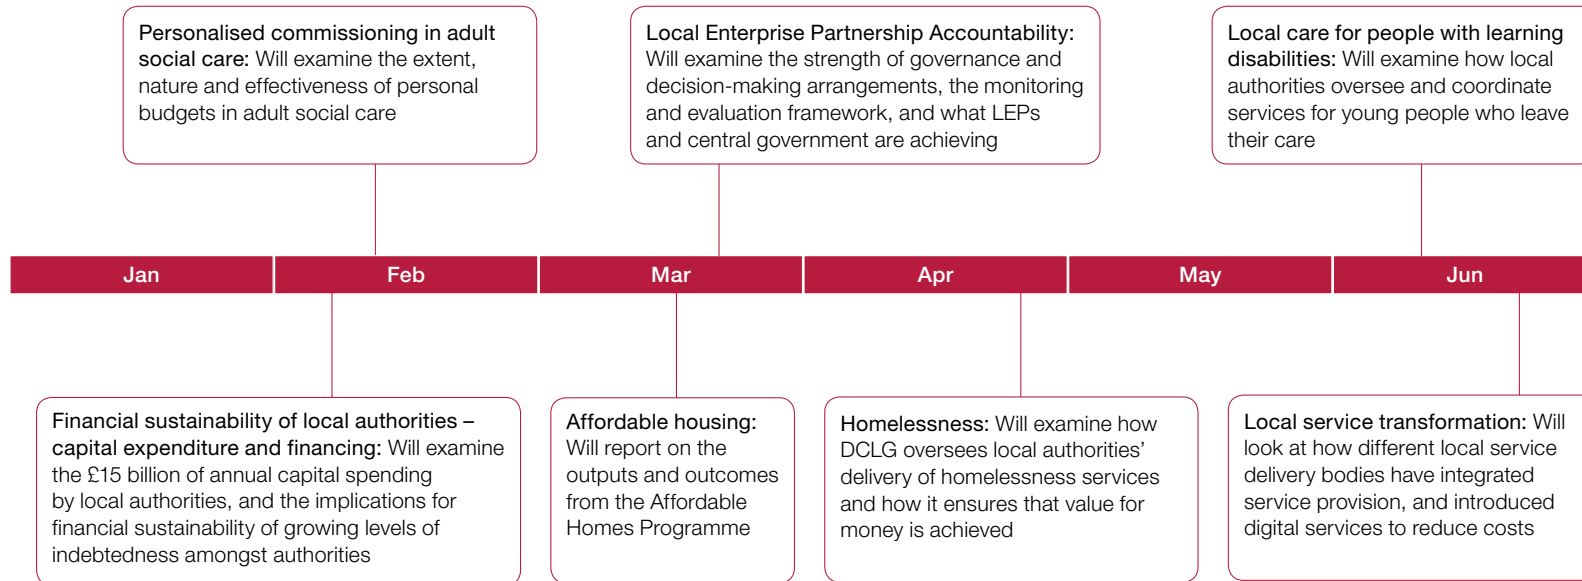 Personalised commissioning in adult
social care: Will examine the extent,
nature and effectiveness of personal
budgets in adult social care
Local Enterprise Partnership Accountability:
Will examine the strength of governance and
decision-making arrangements, the monitoring
and evaluation framework, and what LEPs
and central government are achieving
Local care for people with learning
disabilities: Will examine how local
authorities oversee and coordinate
services for young people who leave
their care
Jan
Feb
Mar
Apr
May
Jun
Financial sustainability of local authorities –
capital expenditure and financing: Will examine
the £15 billion of annual capital spending
by local authorities, and the implications for
financial sustainability of growing levels of
indebtedness amongst authorities
Affordable housing:
Will report on the
outputs and outcomes
from the Affordable
Homes Programme
Homelessness: Will examine how
DCLG oversees local authorities’
delivery of homelessness services
and how it ensures that value for
money is achieved
Local service transformation: Will
look at how different local service
delivery bodies have integrated
service provision, and introduced
digital services to reduce costs